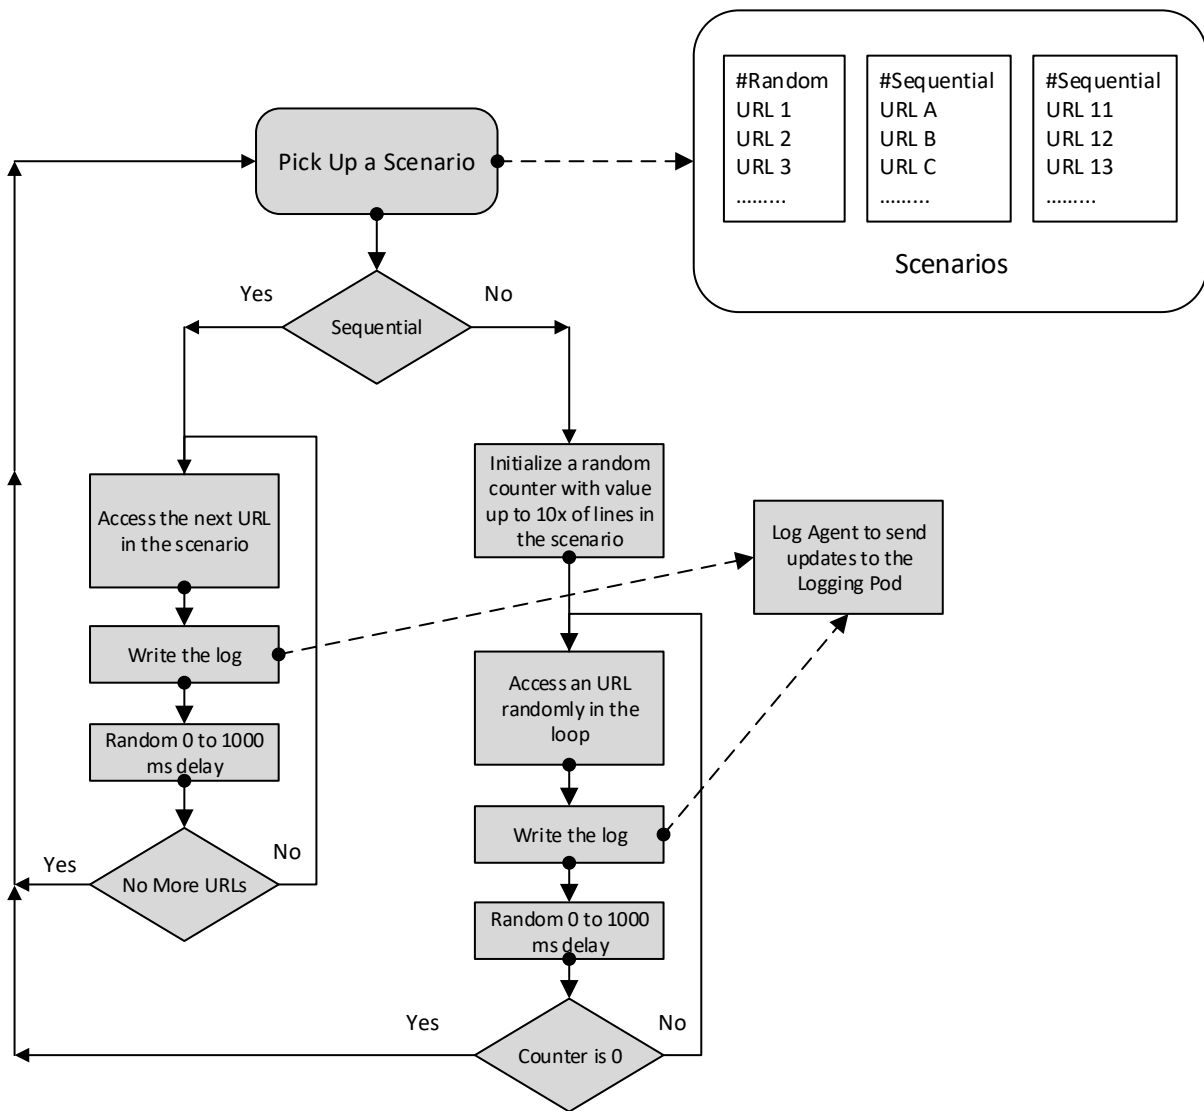 #Random
URL 1
URL 2
URL 3
.........
#Sequential
URL A
URL B
URL C
.........
#Sequential
URL 11
URL 12
URL 13
.........
Scenarios
Pick Up a Scenario
Yes
No
Sequential
Access the next URL
in the scenario
Write the log
Random 0 to 1000
ms delay
Yes
No
No More URLs
Initialize a random
counter with value
up to 10x of lines in
the scenario
Access an URL
randomly in the
loop
Write the log
Random 0 to 1000
ms delay
Yes
No
Counter is 0
Log Agent to send
updates to the
Logging Pod